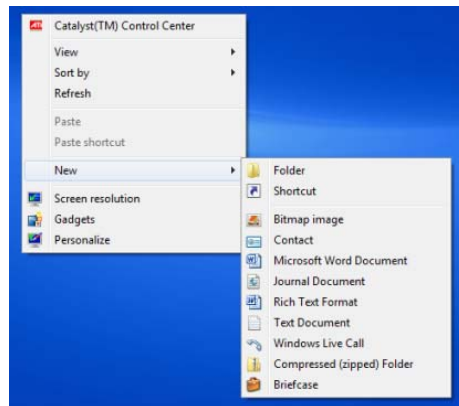 ATI Catalyst(TM) Control Center
View
Sort by
Refresh
Paste
Paste shortcut
New
Screen resolution
Gadgets
Personalize
Folder
Shortcut
Bitmap image
Contact
Microsoft Word Document
Journal Document
Rich Text Format
Text Document
Windows Live Call
Compressed (zipped) Folder
Briefcase